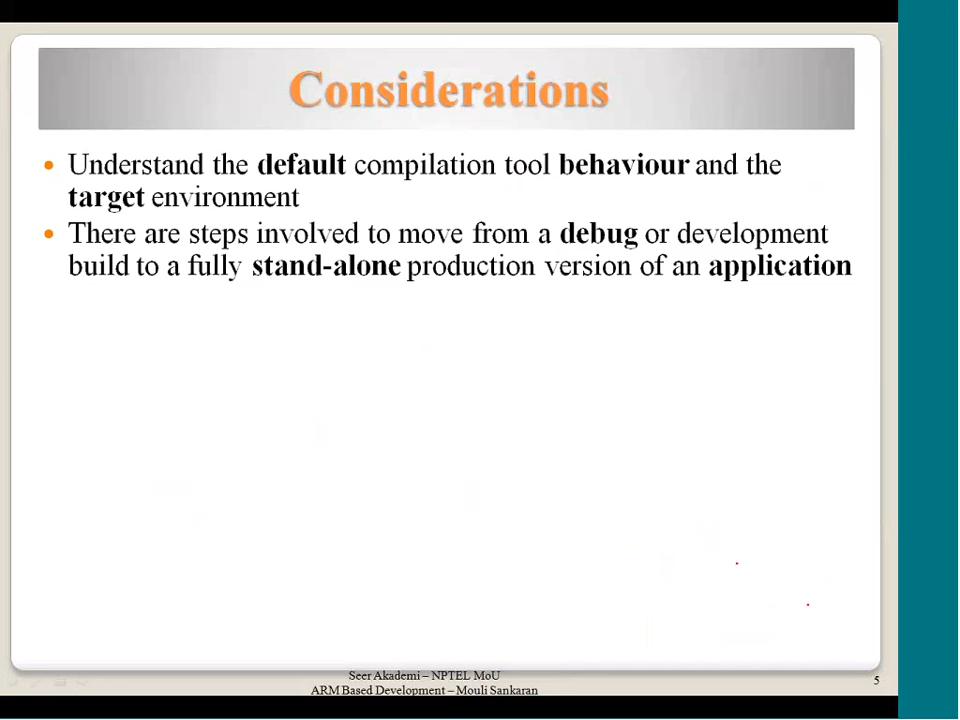 Considerations
• Understand the default compilation tool behaviour and the
target environment
• There are steps involved to move from a debug or development
build to a fully stand-alone production version of an application
Seer Akademi – NPTEL MoU
ARM Based Development – Mouli Sankaran
5